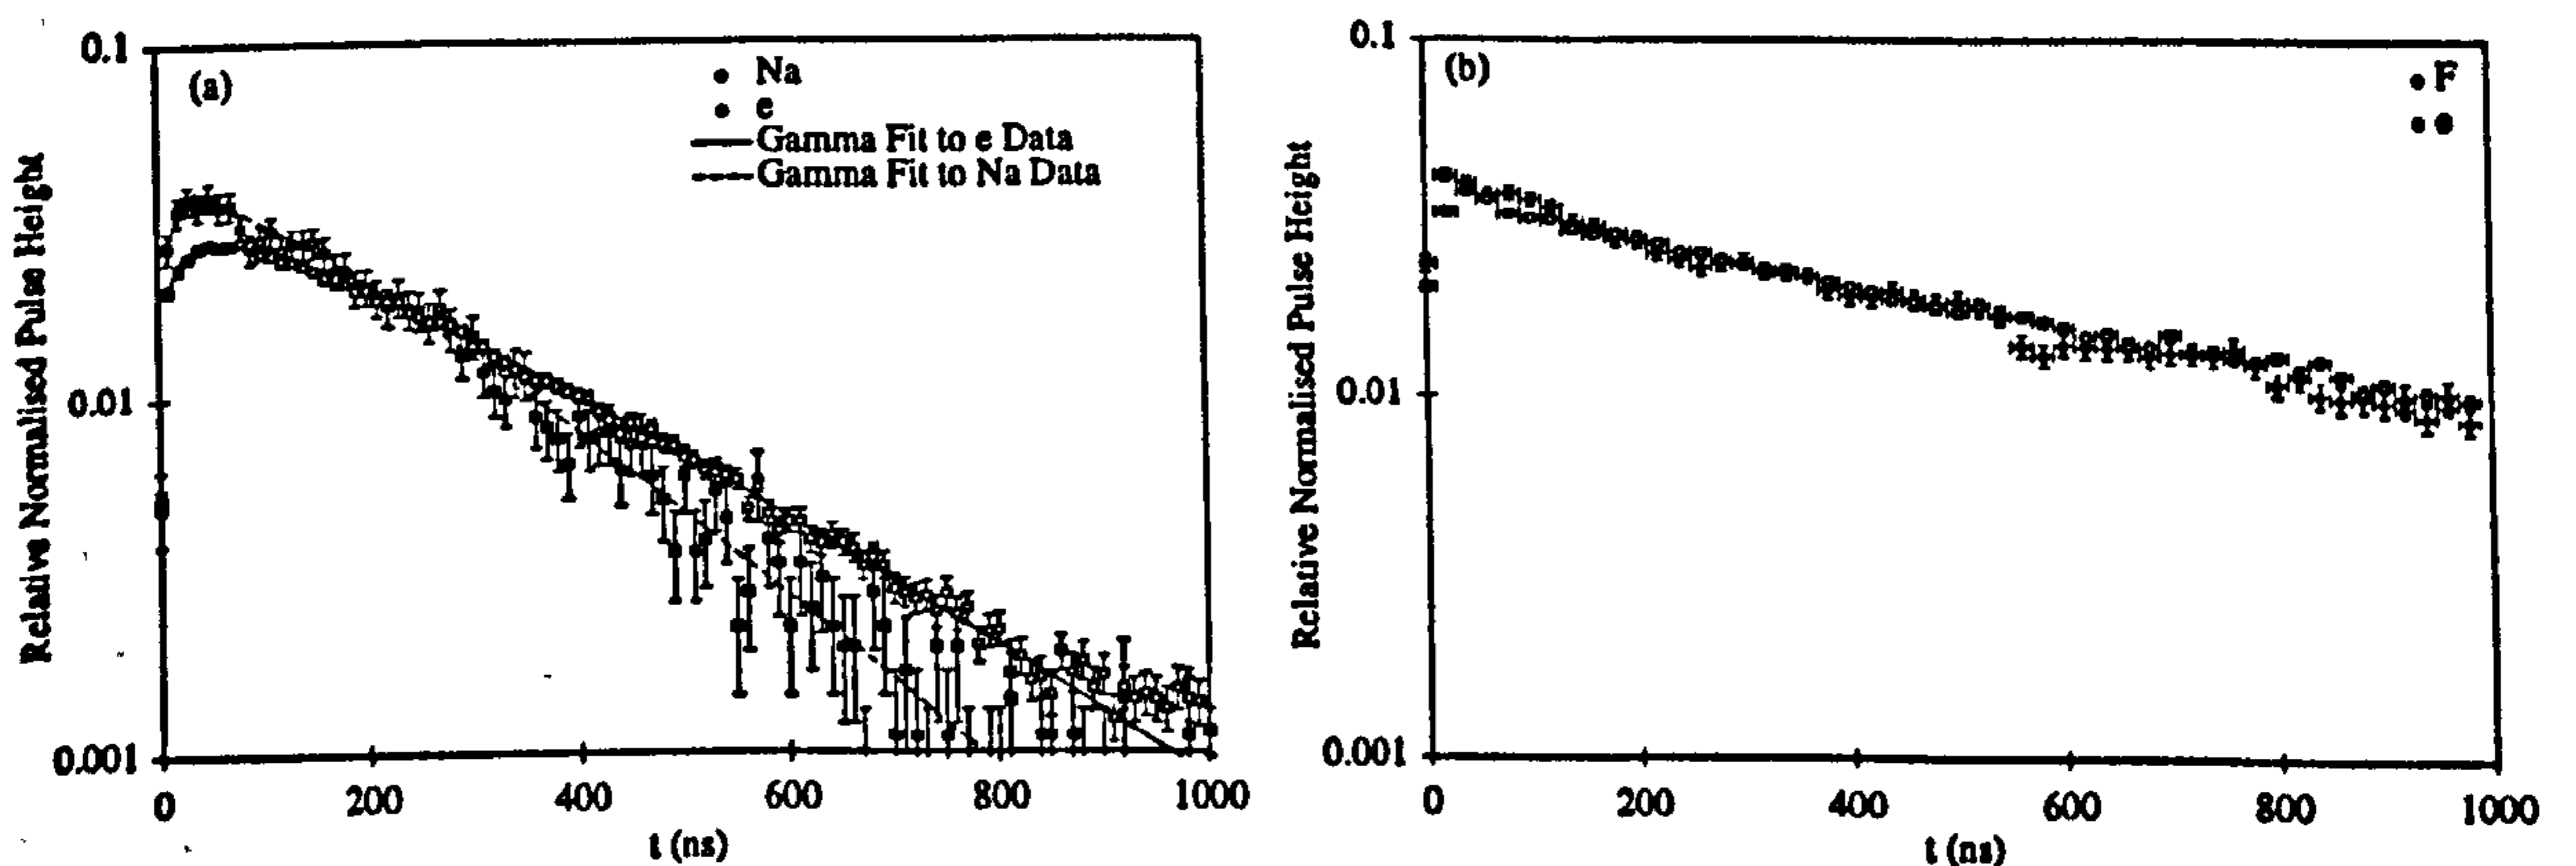 0.1
(a)
Na
e
Gamma Fit to e Data
Gamma Fit to Na Data
Relative Normalised Pulse Height
0.01
0.001
0
200
400
600
800
1000
t (ns)
0.1
(b)
F
e
Relative Normalised Pulse Height
0.01
0.001
0
200
400
600
800
1000
t (ns)